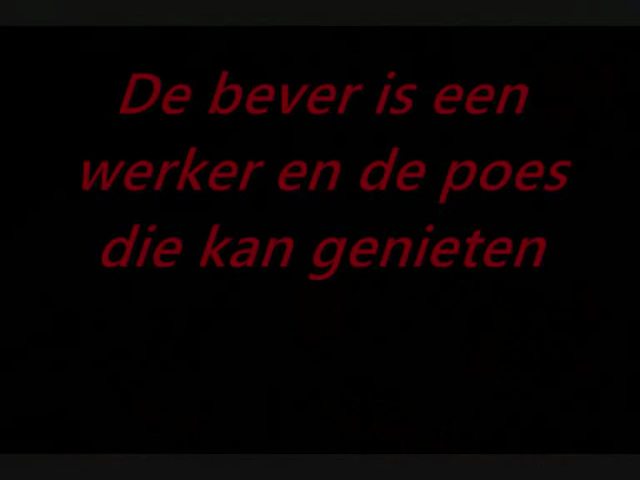 De bever is een
werker en de poes
die kan genieten